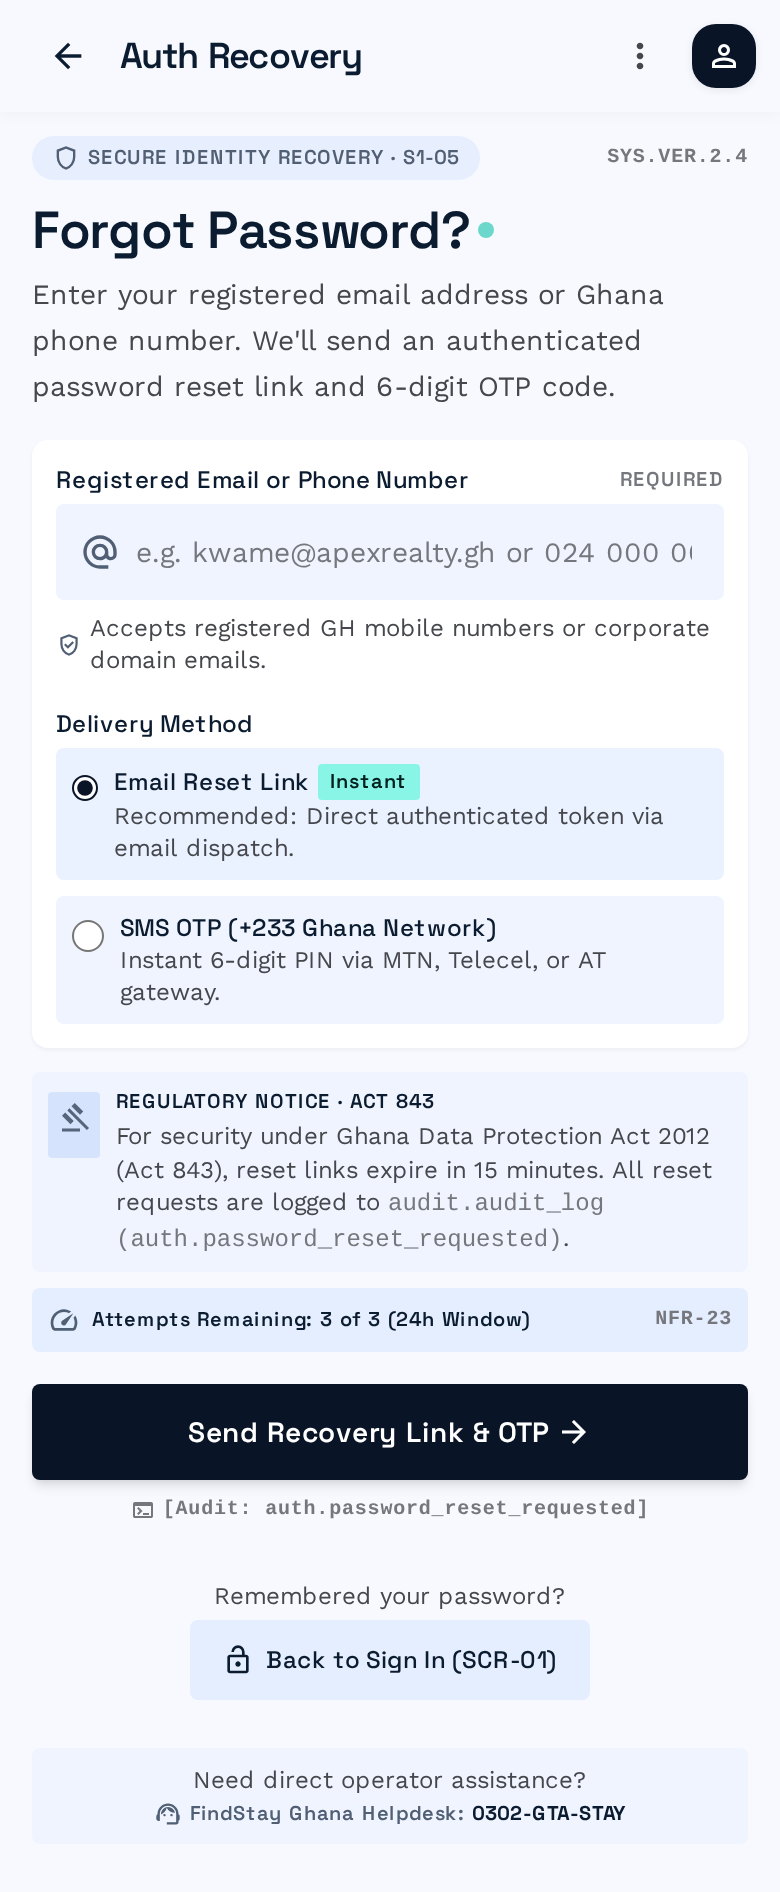 Auth Recovery
SECURE IDENTITY RECOVERY · S1-05
SYS.VER.2.4
Forgot Password?
Enter your registered email address or Ghana
phone number. We'll send an authenticated
password reset link and 6-digit OTP code.
Registered Email or Phone Number
REQUIRED
e.g. kwame@apexrealty.gh or 024 000 0
Accepts registered GH mobile numbers or corporate
domain emails.
Delivery Method
Email Reset Link Instant
Recommended: Direct authenticated token via
email dispatch.
SMS OTP (+233 Ghana Network)
Instant 6-digit PIN via MTN, Telecel, or AT
gateway.
REGULATORY NOTICE · ACT 843
For security under Ghana Data Protection Act 2012
(Act 843), reset links expire in 15 minutes. All reset
requests are logged to audit.audit_log
(auth.password_reset_requested).
Attempts Remaining: 3 of 3 (24h Window)
NFR-23
Send Recovery Link & OTP →
[Audit: auth.password_reset_requested]
Remembered your password?
Back to Sign In (SCR-01)
Need direct operator assistance?
FindStay Ghana Helpdesk: 0302-GTA-STAY